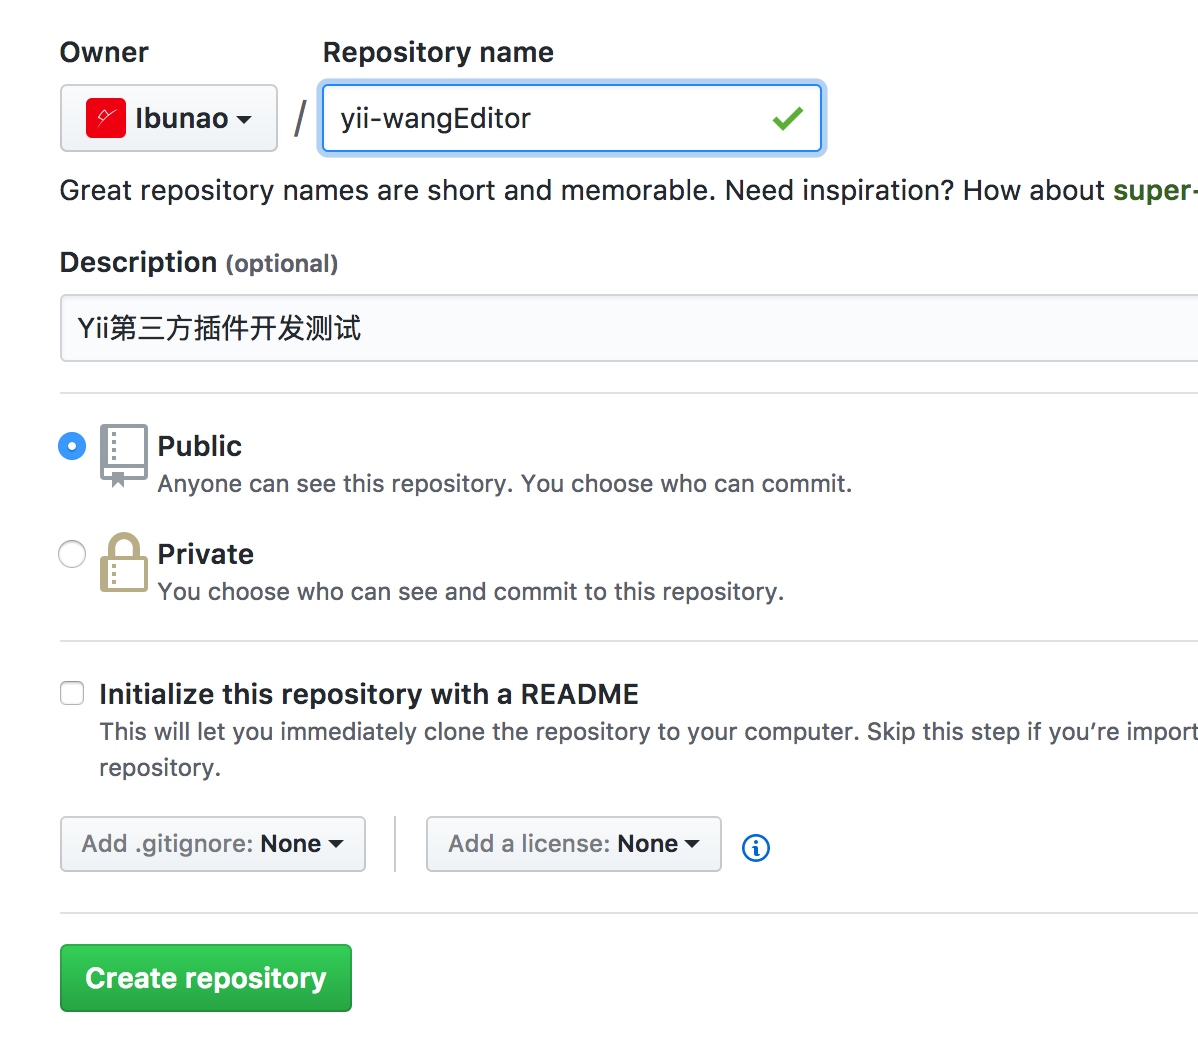 Owner
Repository name
Ibunao
/
yii-wangEditor
Great repository names are short and memorable. Need inspiration? How about super-
Description (optional)
Yii第三方插件开发测试
Public
Anyone can see this repository. You choose who can commit.
Private
You choose who can see and commit to this repository.
Initialize this repository with a README
This will let you immediately clone the repository to your computer. Skip this step if you’re import
repository.
Add .gitignore: None
Add a license: None
Create repository